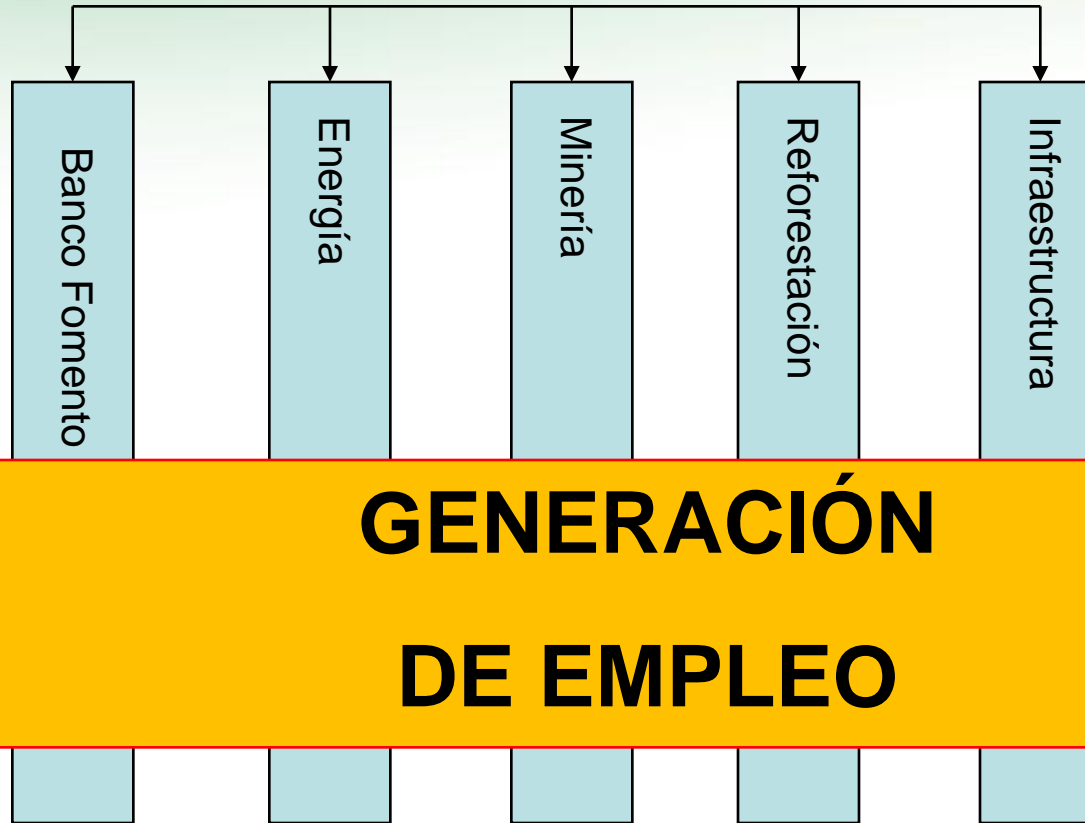 Banco Fomento
Energía
Minería
Reforestación
Infraestructura
GENERACIÓN
DE EMPLEO